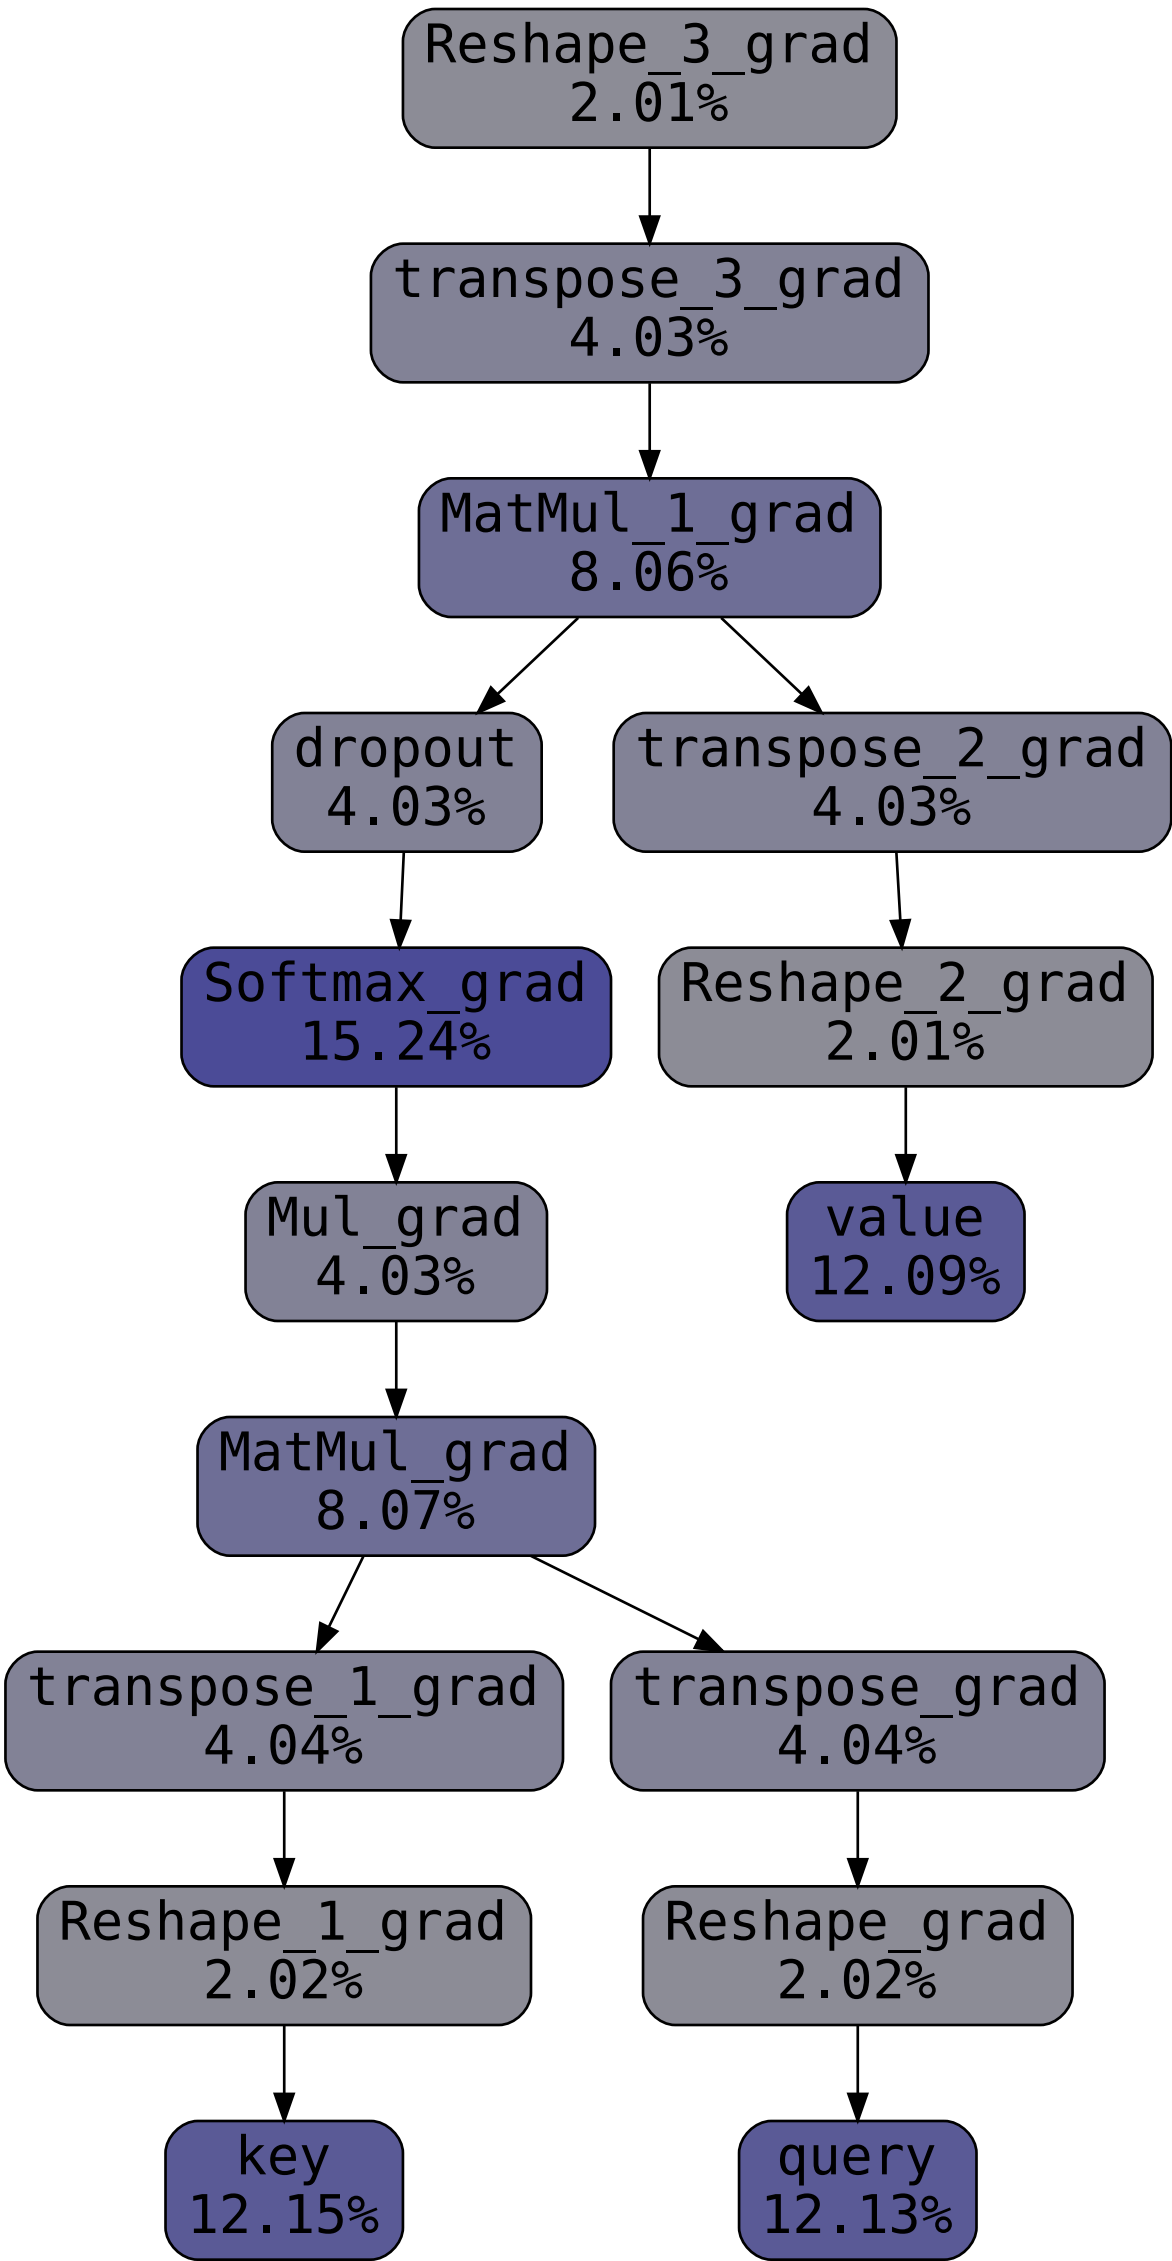 Reshape_3_grad
2.01%
transpose_3_grad
4.03%
MatMul_1_grad
8.06%
dropout
4.03%
transpose_2_grad
4.03%
Softmax_grad
15.24%
Reshape_2_grad
2.01%
Mul_grad
4.03%
value
12.09%
MatMul_grad
8.07%
transpose_1_grad
4.04%
transpose_grad
4.04%
Reshape_1_grad
2.02%
Reshape_grad
2.02%
key
12.15%
query
12.13%